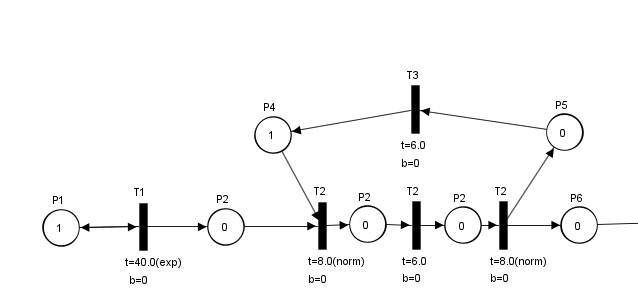 T3
P4
P5
1
0
t=6.0
b=0
P1
T1
P2
T2
P2
T2
P2
T2
P6
1
0
0
0
0
t=40.0(exp)
t=8.0(norm)
t=6.0
t=8.0(norm)
b=0
b=0
b=0
b=0